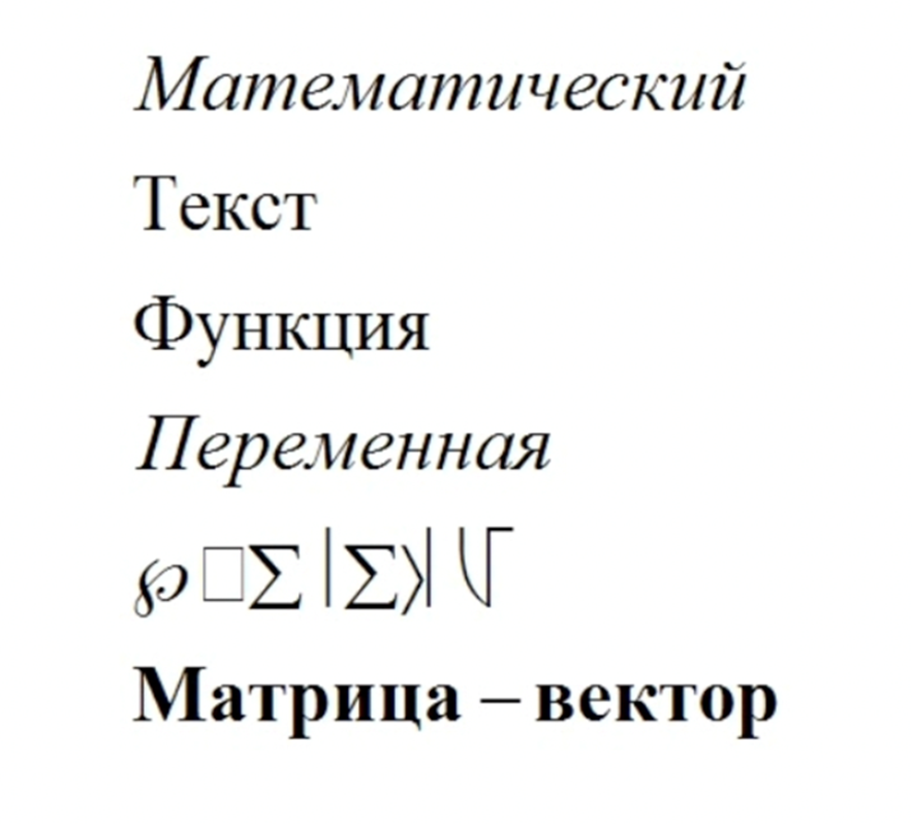 Математический
Текст
Функция
Переменная
℘□∑|∑〉|⎝⎡
Матрица – вектор